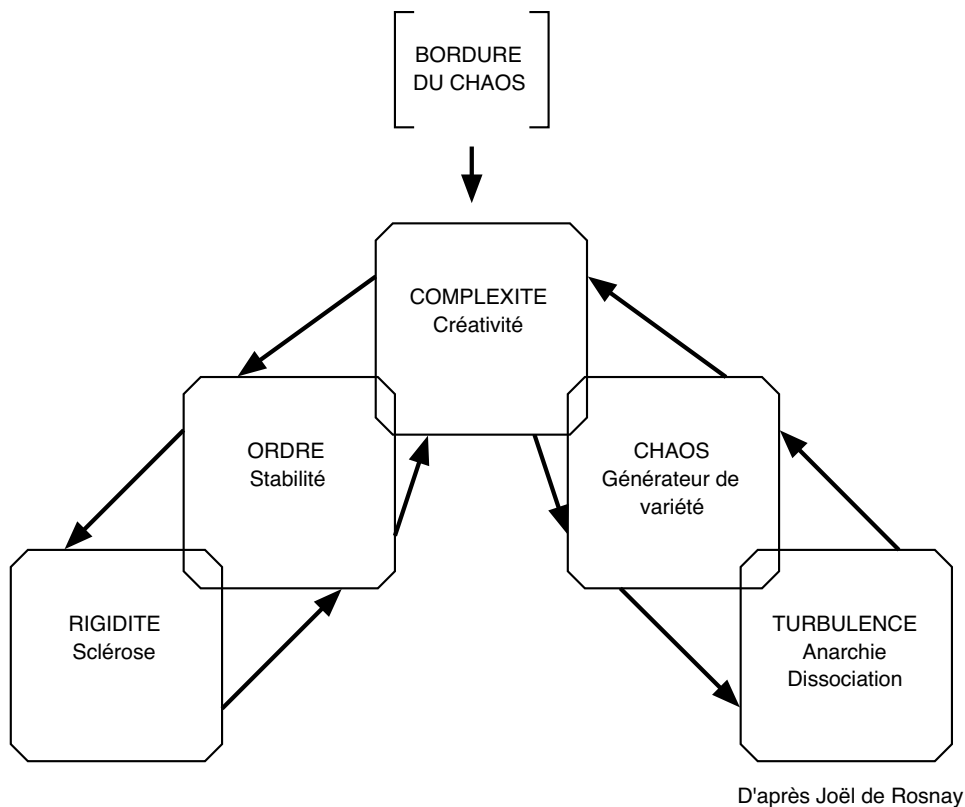 BORDURE
DU CHAOS
COMPLEXITE
Créativité
ORDRE
Stabilité
CHAOS
Générateur de
variété
RIGIDITE
Sclérose
TURBULENCE
Anarchie
Dissociation
D'après Joël de Rosnay